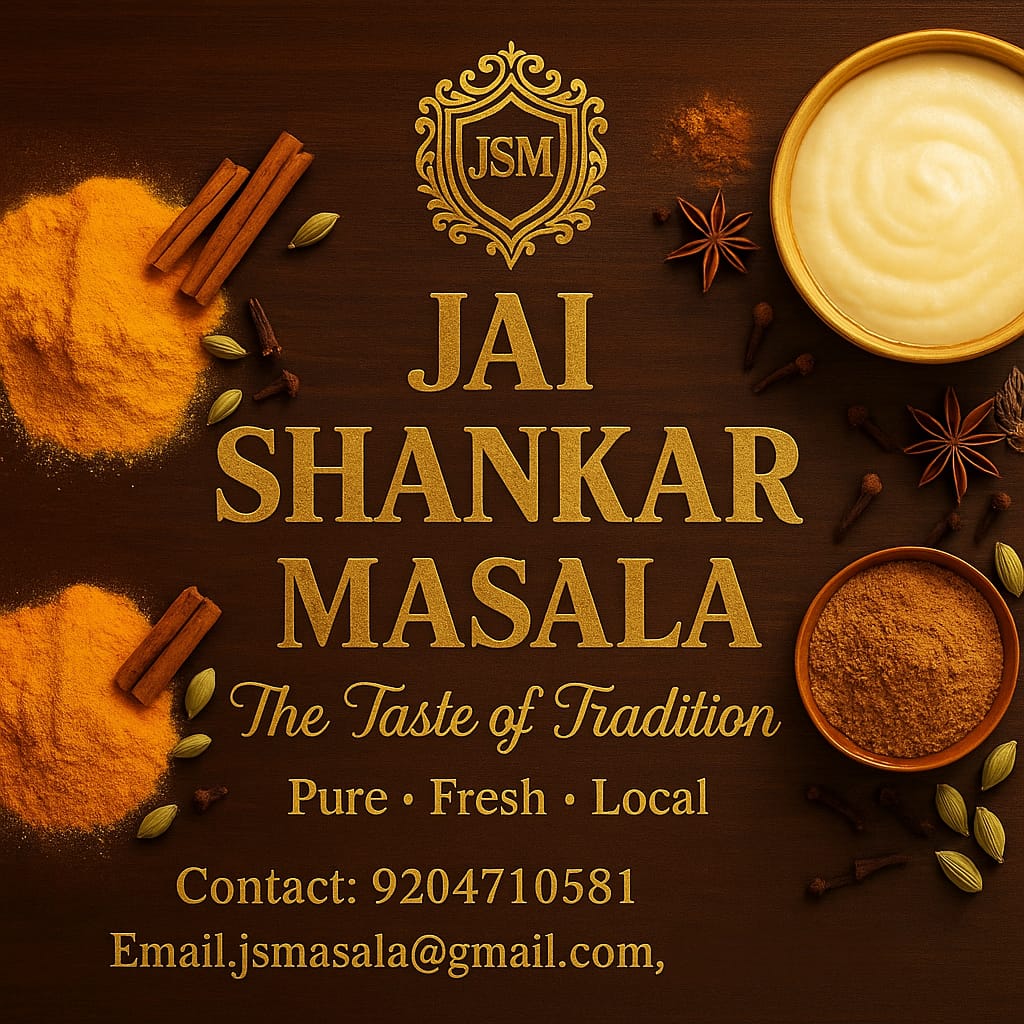 JSM
JAI
SHANKAR
MASALA
The Taste of Tradition
Pure • Fresh • Local
Contact: 9204710581
Email.jsmasala@gmail.com,